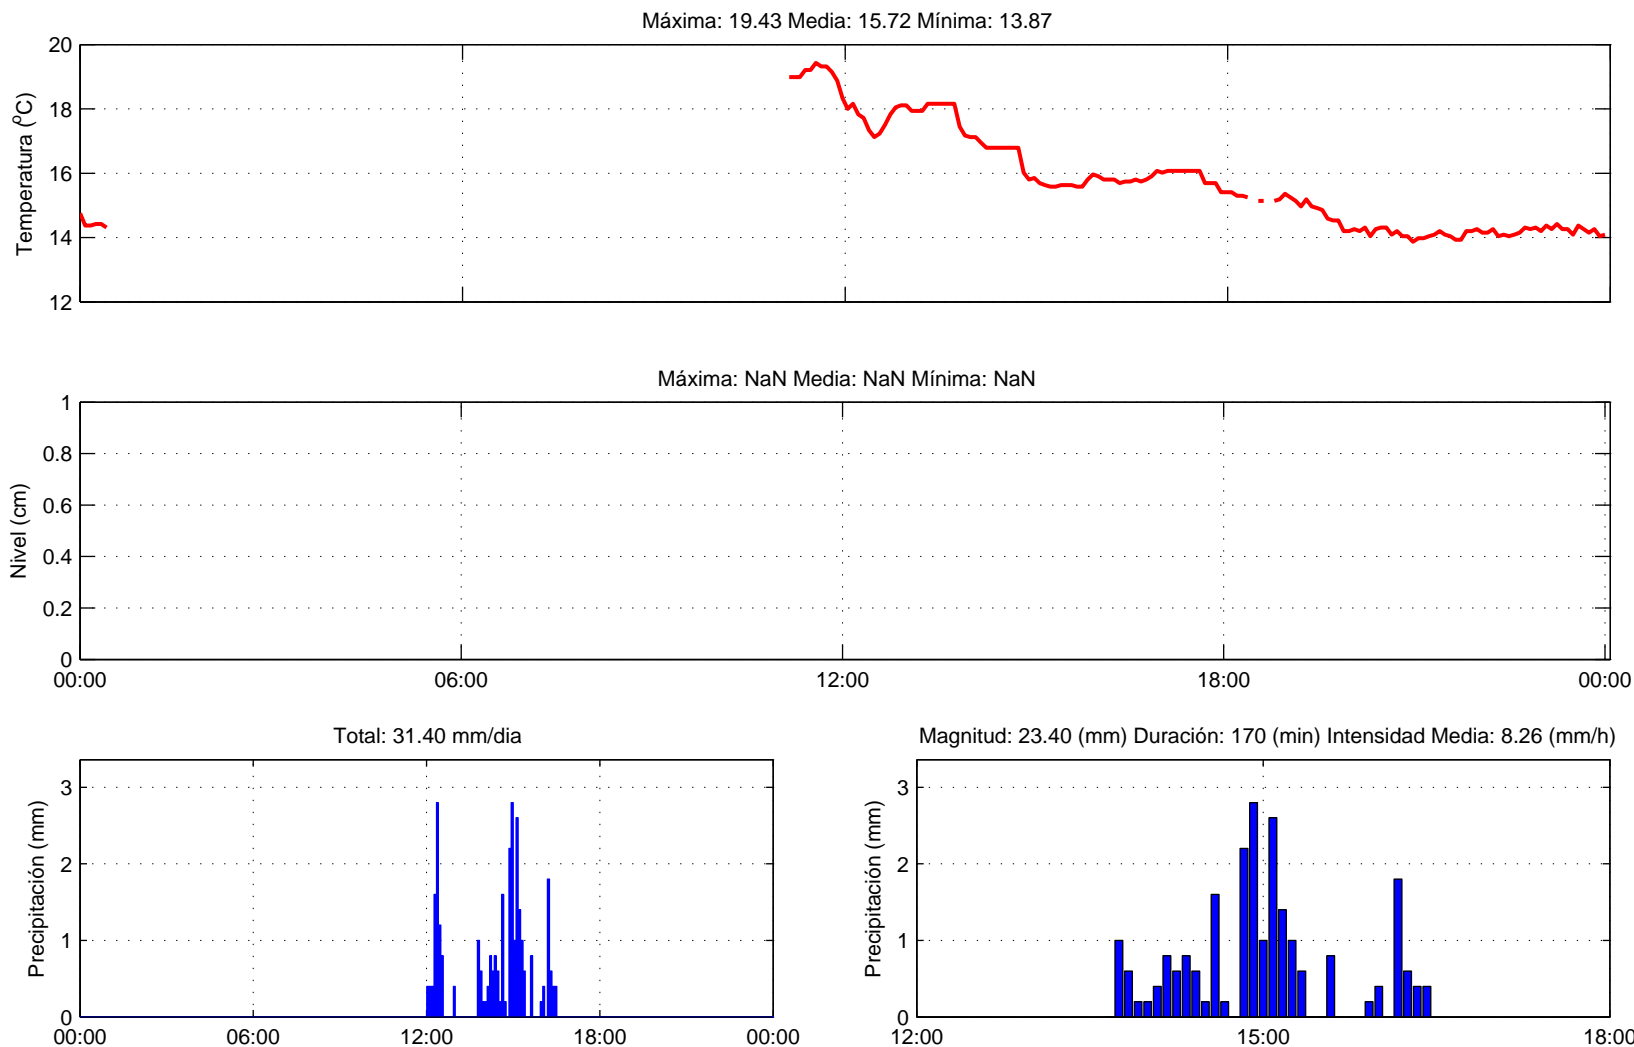 Máxima: 19.43 Media: 15.72 Mínima: 13.87
20
18
16
14
12
Temperatura (ºC)
Máxima: NaN Media: NaN Mínima: NaN
1
0.8
0.6
0.4
0.2
0
Nivel (cm)
00:00 06:00 12:00 18:00 00:00
Total: 31.40 mm/dia
3
2
1
0
Precipitación (mm)
00:00 06:00 12:00 18:00 00:00
Magnitud: 23.40 (mm) Duración: 170 (min) Intensidad Media: 8.26 (mm/h)
3
2
1
0
Precipitación (mm)
12:00 15:00 18:00